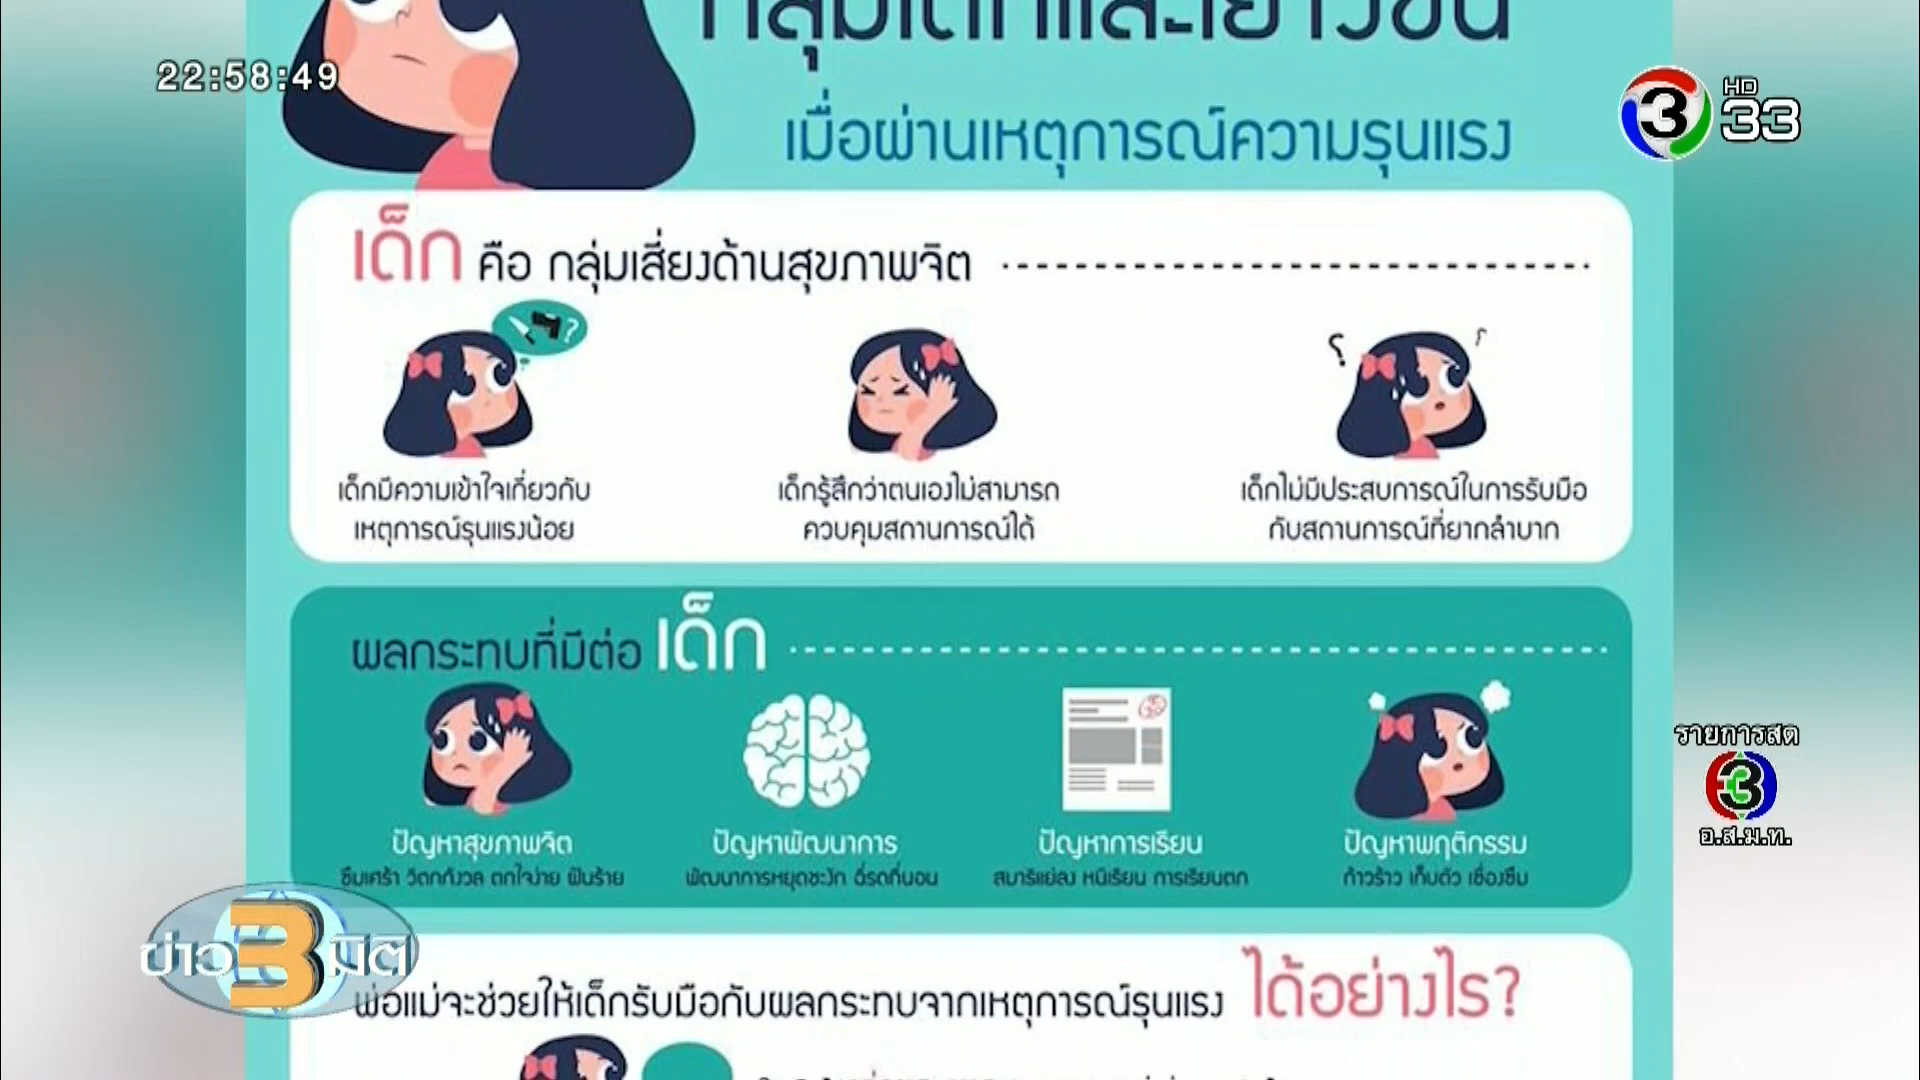 กลุ่มเด็กและเยาวชน
22:58:49
HD
3 33
เมื่อผ่านเหตุการณ์ความรุนแรง
เด็ก คือ กลุ่มเสี่ยงด้านสุขภาพจิต
?
เด็กมีความเข้าใจเกี่ยวกับ
เหตุการณ์รุนแรงน้อย
เด็กรู้สึกว่าตนเองไม่สามารถ
ควบคุมสถานการณ์ได้
เด็กไม่มีประสบการณ์ในการรับมือ
กับสถานการณ์ที่ยากลำบาก
ผลกระทบที่มีต่อ เด็ก
ปัญหาสุขภาพจิต
ซึมเศร้า วิตกกังวล ตกใจง่าย ฝันร้าย
ปัญหาพัฒนาการ
พัฒนาการหยุดชะงัก ฉี่รดที่นอน
ปัญหาการเรียน
สมาธิแย่ลง หนีเรียน การเรียนตก
ปัญหาพฤติกรรม
ก้าวร้าว เก็บตัว เซื่องซึม
รายการสด
3
อ.ส.ม.ท.
ข่าว 3 มิติ
พ่อแม่จะช่วยให้เด็กรับมือกับผลกระทบจากเหตุการณ์รุนแรง ได้อย่างไร?